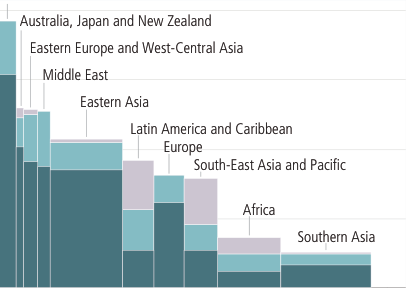 Australia, Japan and New Zealand
Eastern Europe and West-Central Asia
Middle East
Eastern Asia
Latin America and Caribbean
Europe
South-East Asia and Pacific
Africa
Southern Asia